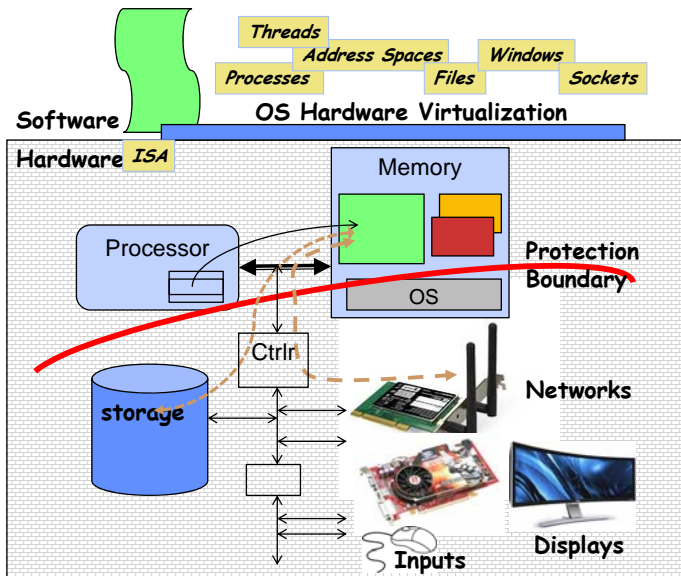 Threads
Address Spaces
Windows
Processes
Files
Sockets
OS Hardware Virtualization
Software
Hardware
ISA
Memory
Processor
Protection
Boundary
OS
Ctrlr
Networks
storage
Inputs
Displays